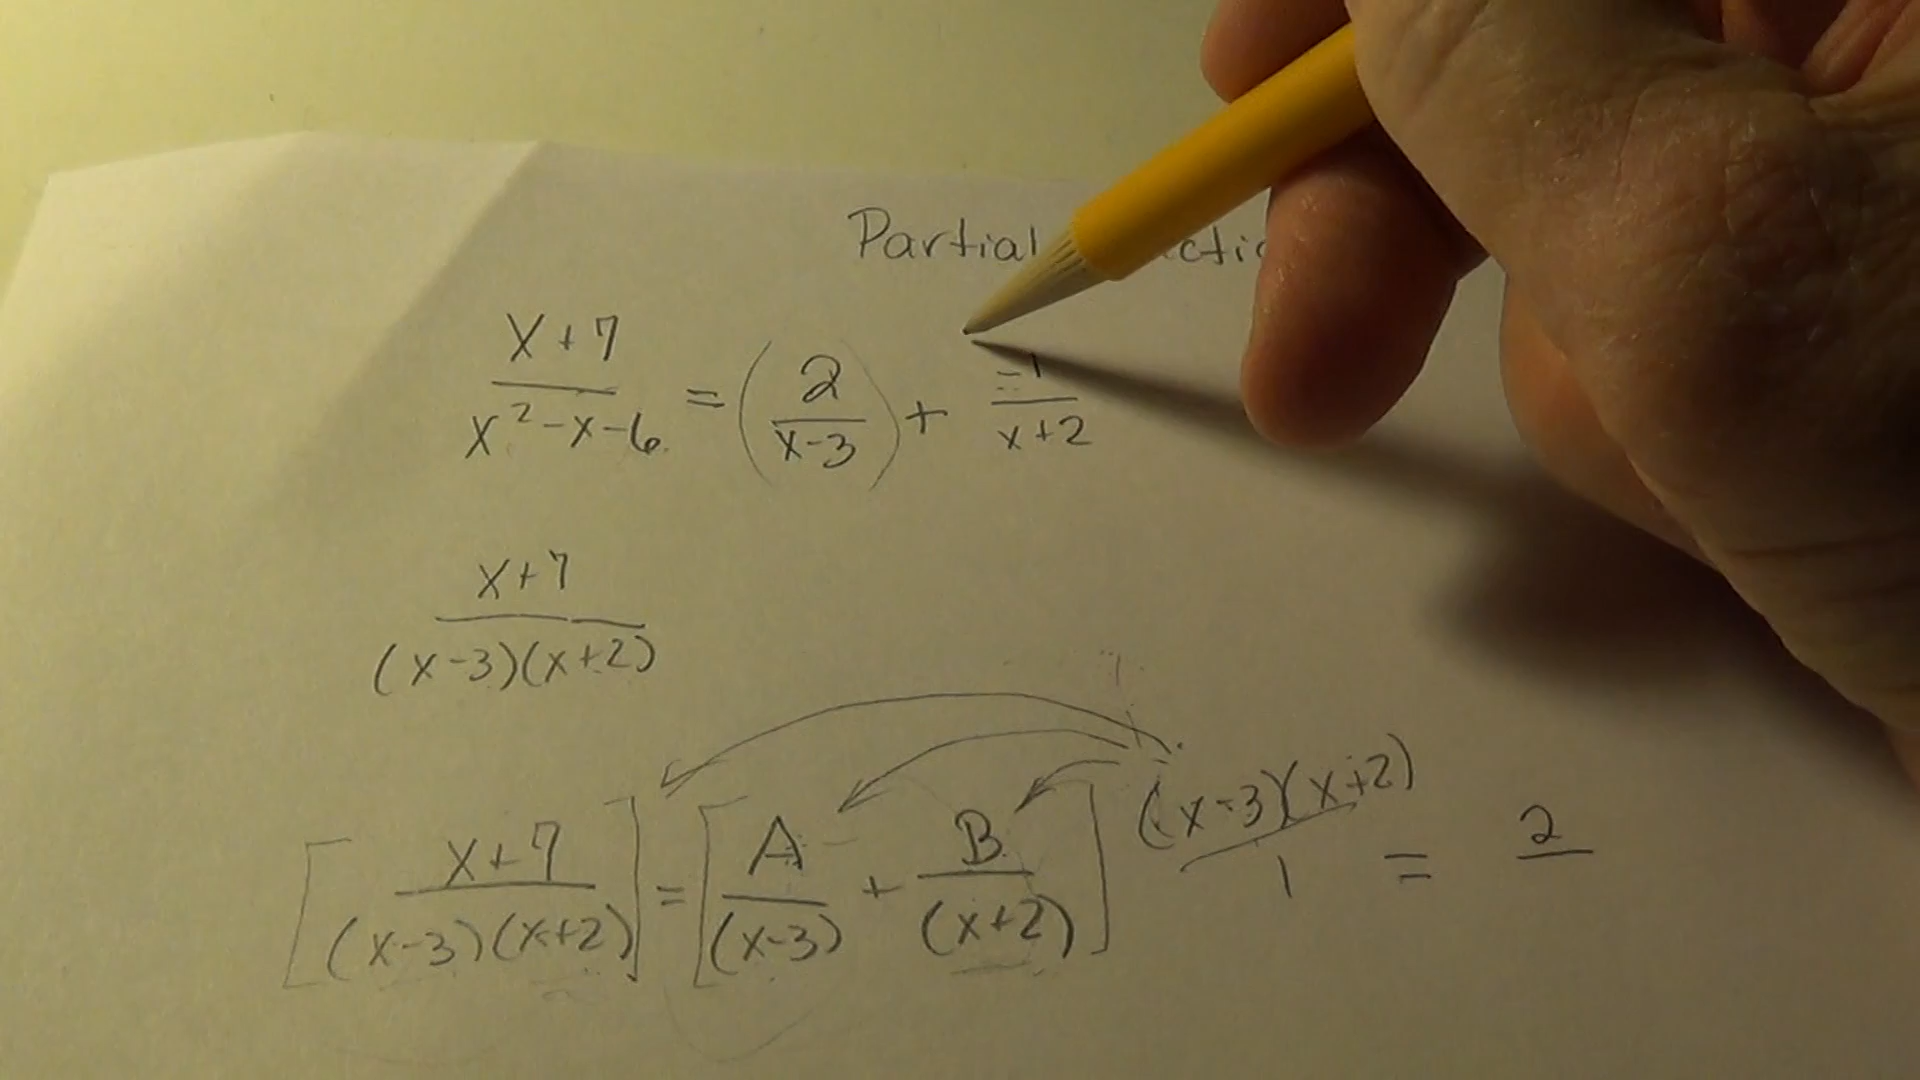 Partial
x+7 / x²-x-6 = (2 / x-3) + -1 / x+2
x+7 / (x-3)(x+2)
[x+7 / (x-3)(x+2)] = [A / (x-3) + B / (x+2)] (x-3)(x+2) / 1 = 2